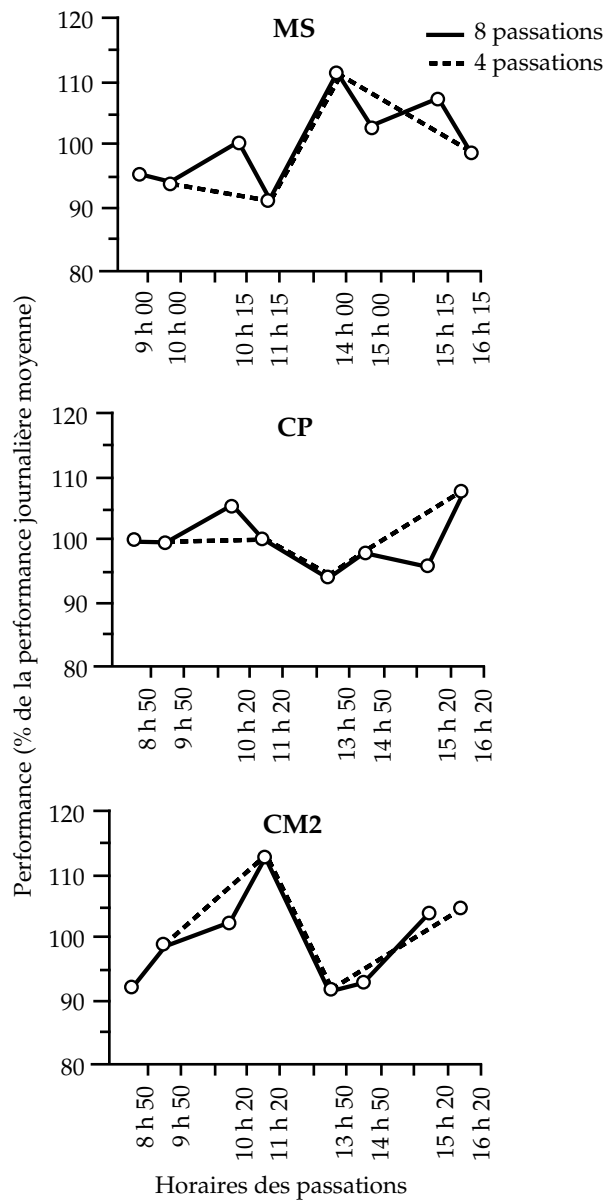 MS
8 passations
4 passations
120
110
100
90
80
9 h 00
10 h 00
10 h 15
11 h 15
14 h 00
15 h 00
15 h 15
16 h 15
Performance (% de la performance journalière moyenne)
CP
120
110
100
90
80
8 h 50
9 h 50
10 h 20
11 h 20
13 h 50
14 h 50
15 h 20
16 h 20
CM2
120
110
100
90
80
8 h 50
9 h 50
10 h 20
11 h 20
13 h 50
14 h 50
15 h 20
16 h 20
Horaires des passations